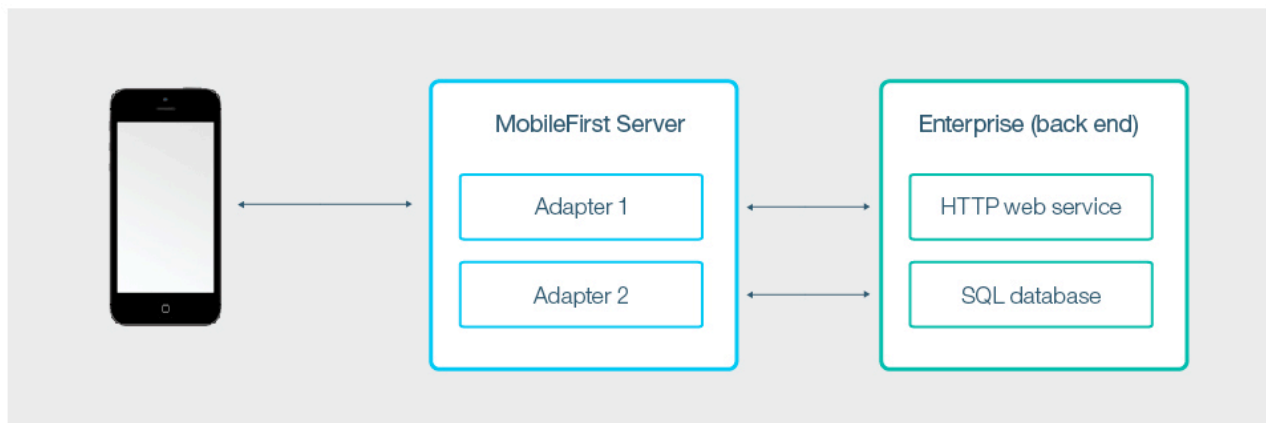 MobileFirst Server
Adapter 1
Adapter 2
Enterprise (back end)
HTTP web service
SQL database